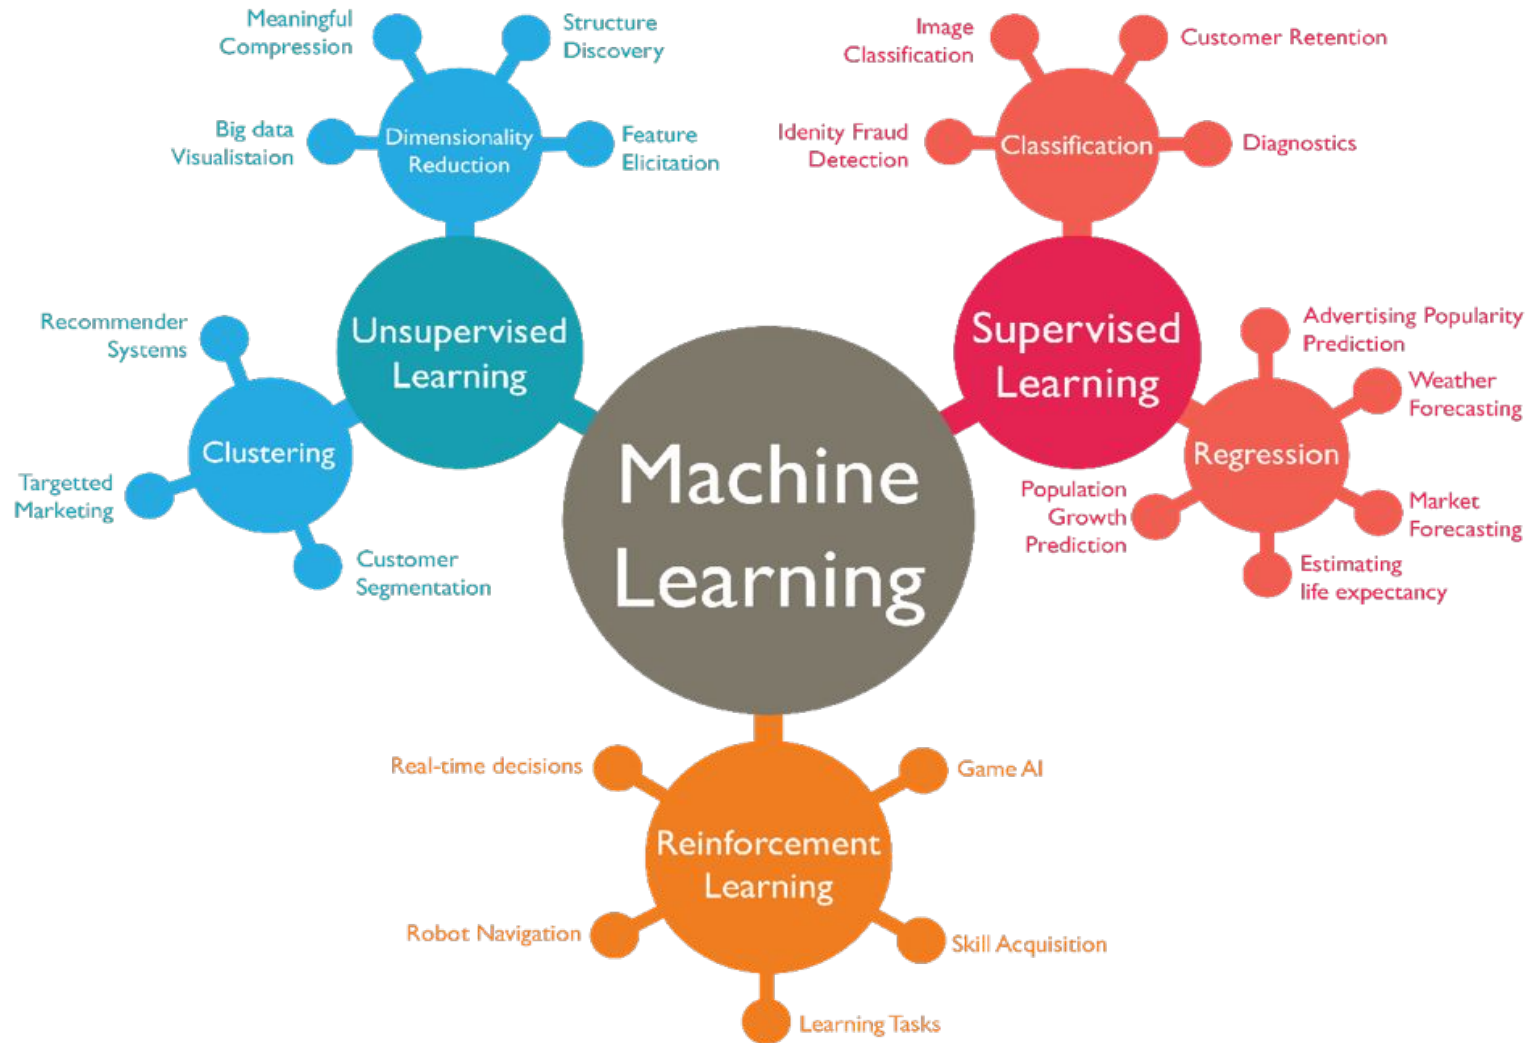 Meaningful
Compression
Structure
Discovery
Big data
Visualistaion
Dimensionality
Reduction
Feature
Elicitation
Image
Classification
Customer Retention
Idenity Fraud
Detection
Classification
Diagnostics
Unsupervised
Learning
Recommender
Systems
Clustering
Targetted
Marketing
Customer
Segmentation
Supervised
Learning
Advertising Popularity
Prediction
Weather
Forecasting
Regression
Population
Growth
Prediction
Market
Forecasting
Estimating
life expectancy
Machine
Learning
Real-time decisions
Game AI
Reinforcement
Learning
Robot Navigation
Skill Acquisition
Learning Tasks